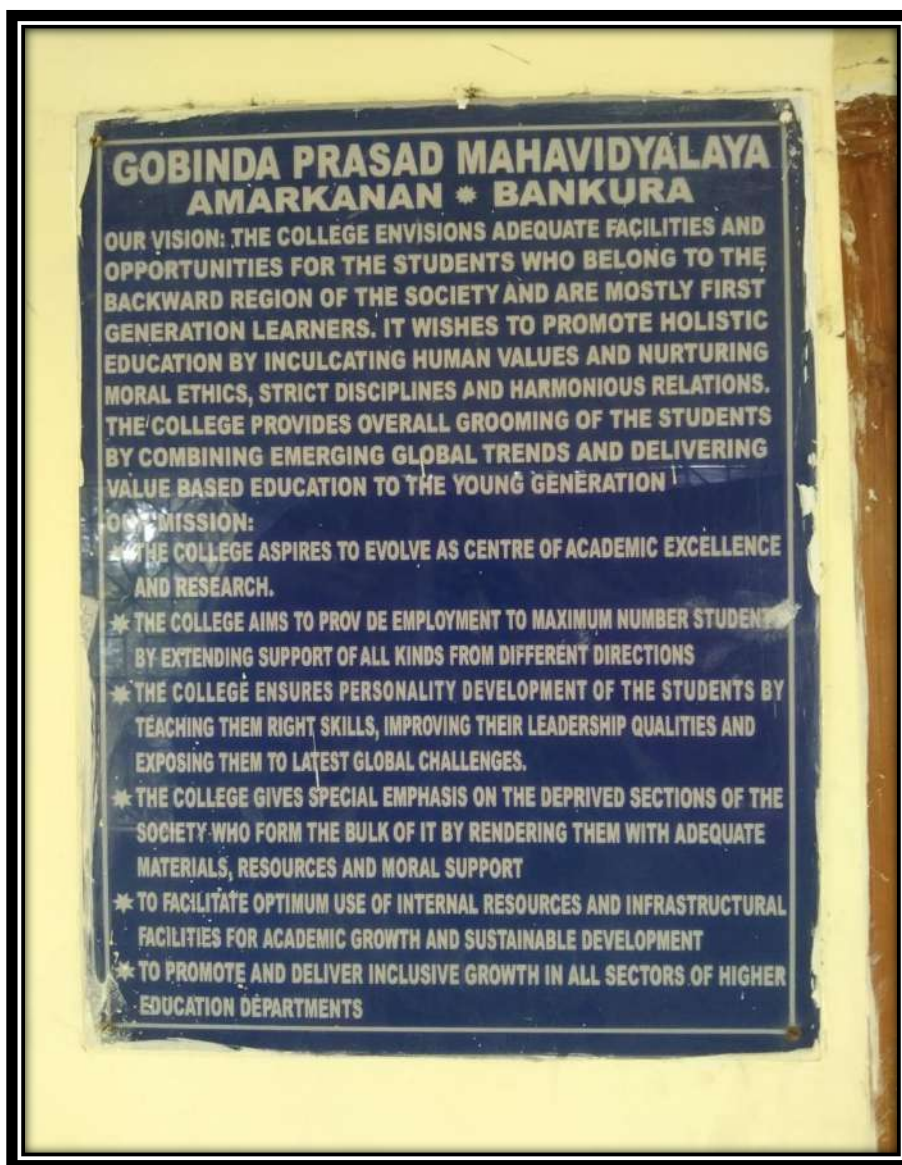 GOBINDA PRASAD MAHAVIDYALAYA
AMARKANAN ✸ BANKURA
OUR VISION: THE COLLEGE ENVISIONS ADEQUATE FACILITIES AND
OPPORTUNITIES FOR THE STUDENTS WHO BELONG TO THE
BACKWARD REGION OF THE SOCIETY AND ARE MOSTLY FIRST
GENERATION LEARNERS. IT WISHES TO PROMOTE HOLISTIC
EDUCATION BY INCULCATING HUMAN VALUES AND NURTURING
MORAL ETHICS, STRICT DISCIPLINES AND HARMONIOUS RELATIONS.
THE COLLEGE PROVIDES OVERALL GROOMING OF THE STUDENTS
BY COMBINING EMERGING GLOBAL TRENDS AND DELIVERING
VALUE BASED EDUCATION TO THE YOUNG GENERATION
OUR MISSION:
✸ THE COLLEGE ASPIRES TO EVOLVE AS CENTRE OF ACADEMIC EXCELLENCE
AND RESEARCH.
✸ THE COLLEGE AIMS TO PROV DE EMPLOYMENT TO MAXIMUM NUMBER STUDENT
BY EXTENDING SUPPORT OF ALL KINDS FROM DIFFERENT DIRECTIONS
✸ THE COLLEGE ENSURES PERSONALITY DEVELOPMENT OF THE STUDENTS BY
TEACHING THEM RIGHT SKILLS, IMPROVING THEIR LEADERSHIP QUALITIES AND
EXPOSING THEM TO LATEST GLOBAL CHALLENGES.
✸ THE COLLEGE GIVES SPECIAL EMPHASIS ON THE DEPRIVED SECTIONS OF THE
SOCIETY WHO FORM THE BULK OF IT BY RENDERING THEM WITH ADEQUATE
MATERIALS, RESOURCES AND MORAL SUPPORT
✸ TO FACILITATE OPTIMUM USE OF INTERNAL RESOURCES AND INFRASTRUCTURAL
FACILITIES FOR ACADEMIC GROWTH AND SUSTAINABLE DEVELOPMENT
✸ TO PROMOTE AND DELIVER INCLUSIVE GROWTH IN ALL SECTORS OF HIGHER
EDUCATION DEPARTMENTS